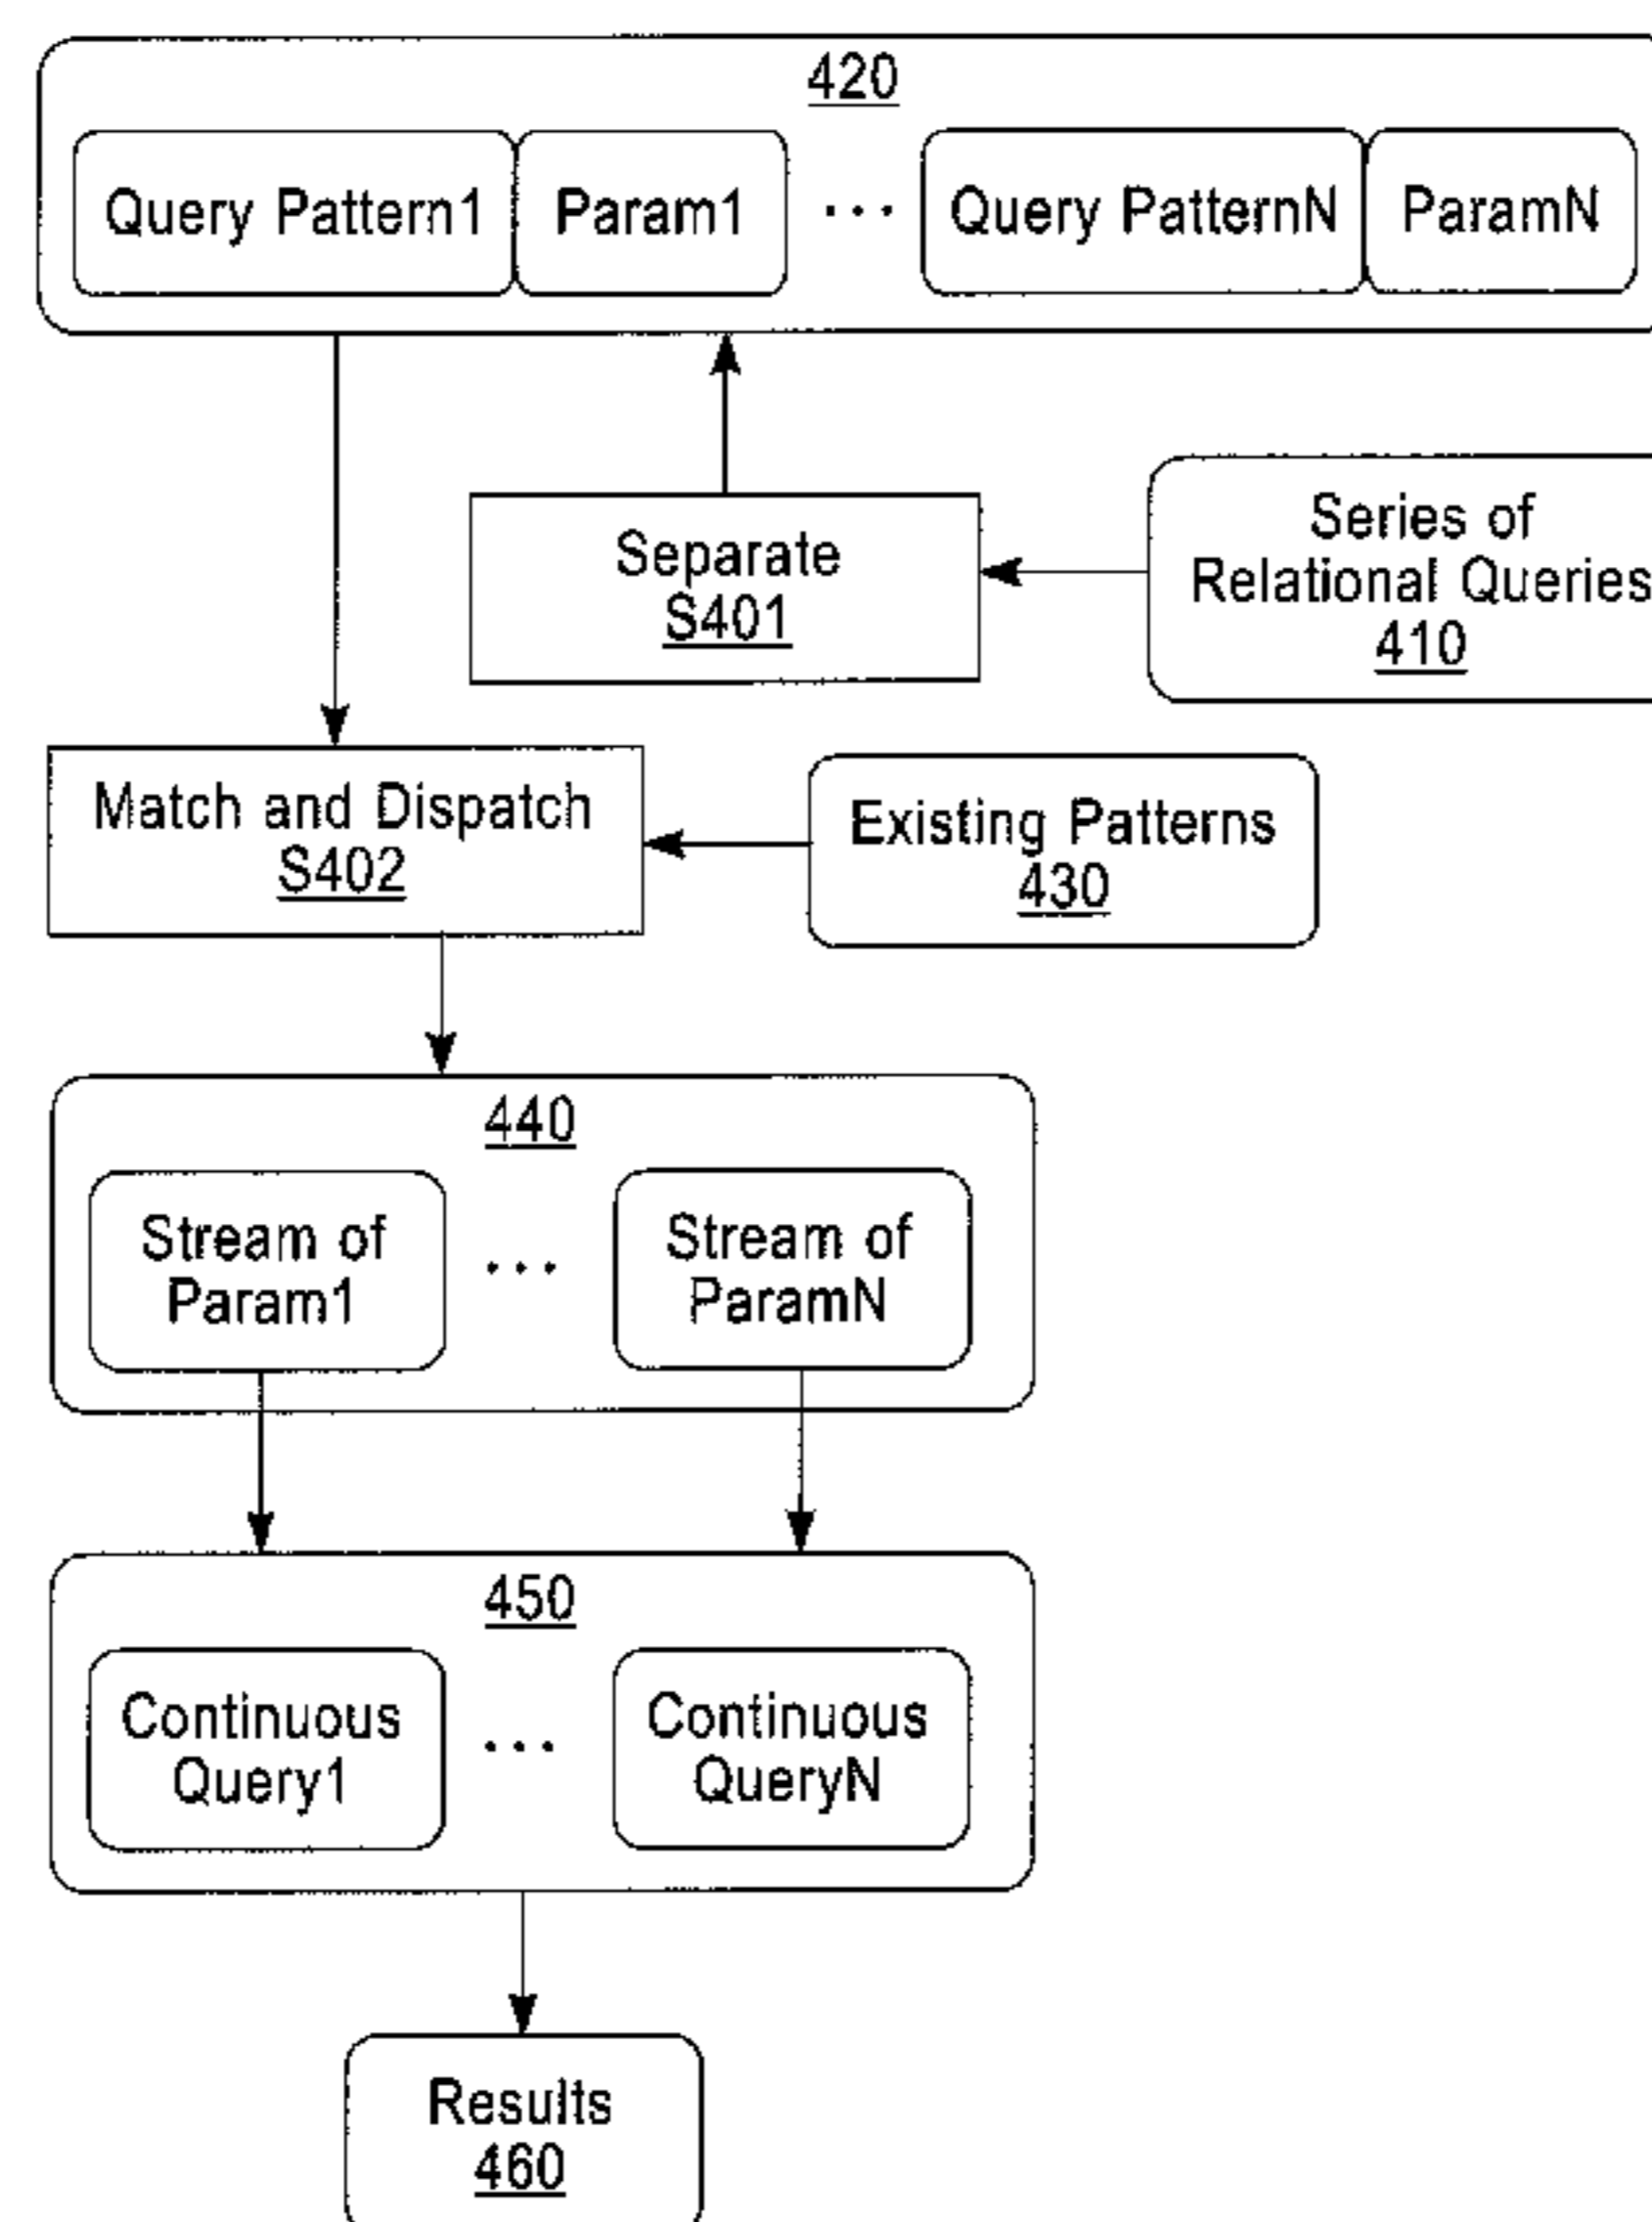 420
Query Pattern1 Param1 ... Query PatternN ParamN
Series of
Relational Queries
410
Separate
S401
Match and Dispatch
S402
Existing Patterns
430
440
Stream of
Param1
...
Stream of
ParamN
450
Continuous
Query1
...
Continuous
QueryN
Results
460